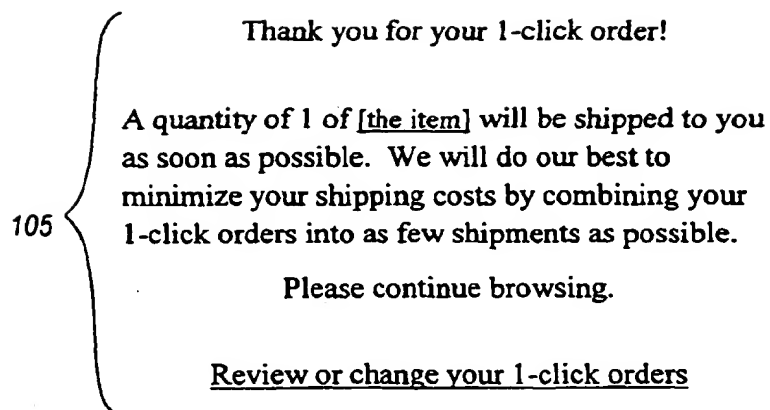 Thank you for your 1-click order!
A quantity of 1 of [the item] will be shipped to you
as soon as possible. We will do our best to
minimize your shipping costs by combining your
105
1-click orders into as few shipments as possible.
Please continue browsing.
Review or change your 1-click orders